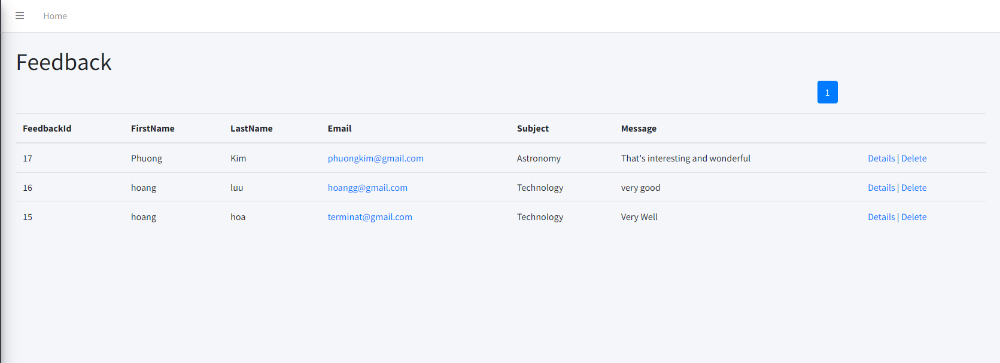 Home
Feedback
1
FeedbackId FirstName LastName Email Subject Message
17 Phuong Kim phuongkim@gmail.com Astronomy That's interesting and wonderful Details | Delete
16 hoang luu hoangg@gmail.com Technology very good Details | Delete
15 hoang hoa terminat@gmail.com Technology Very Well Details | Delete